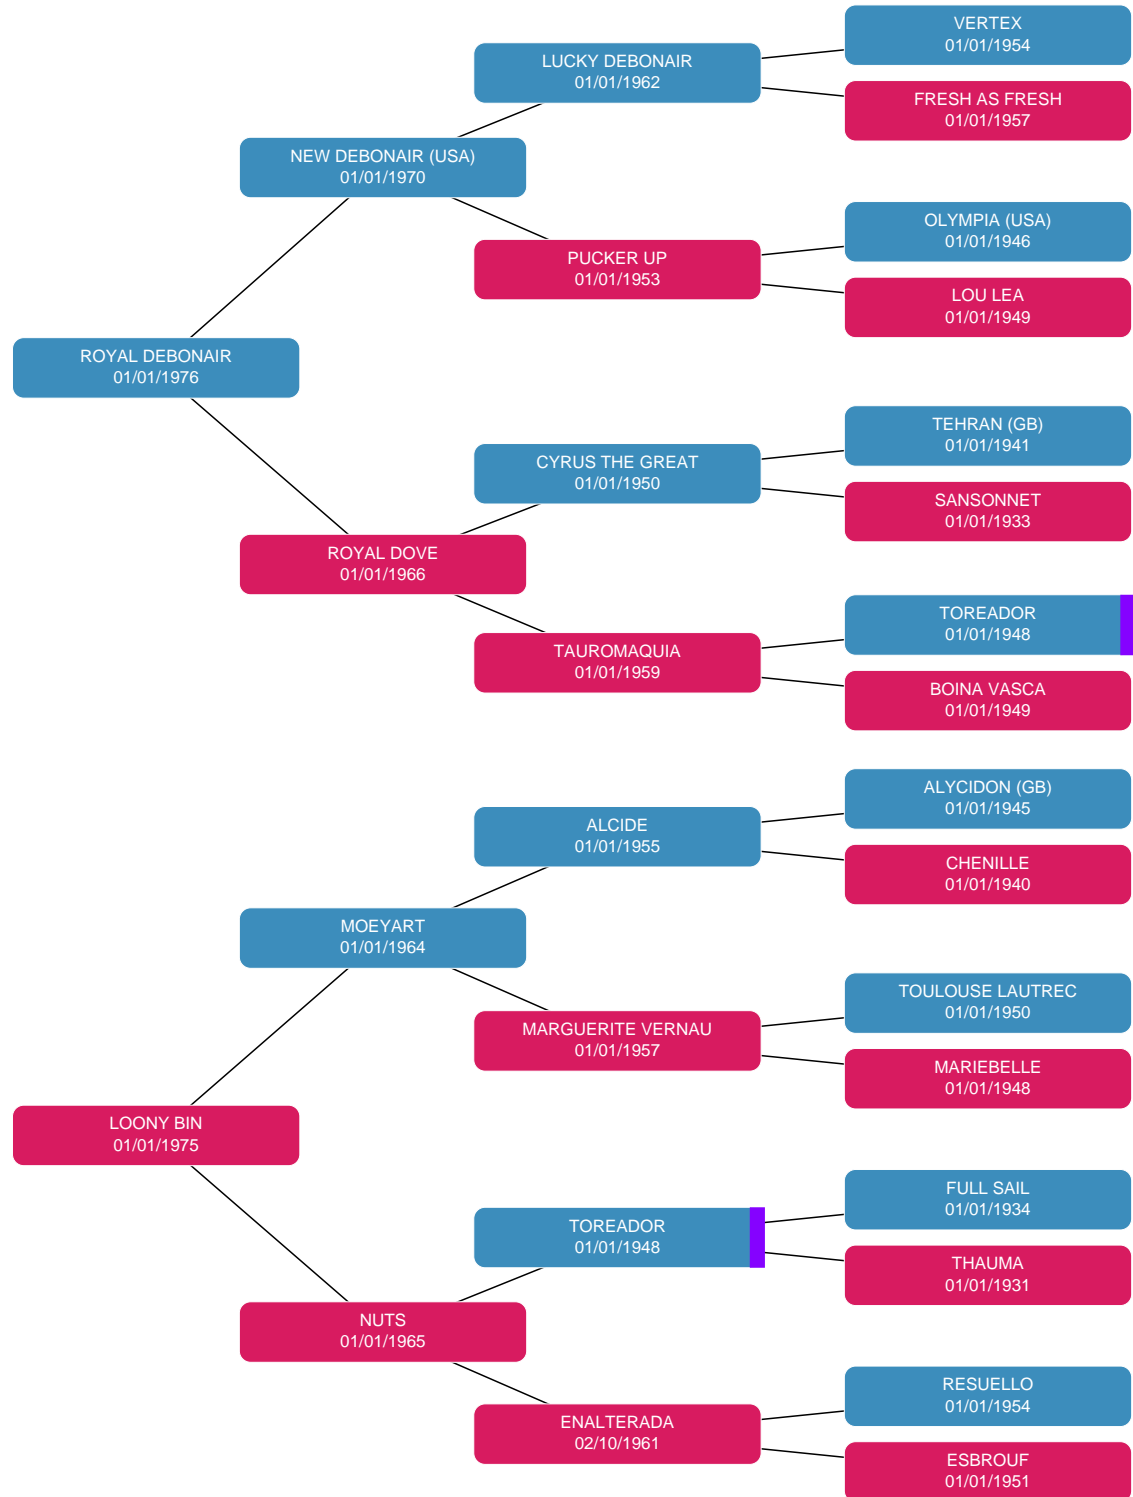 VERTEX
01/01/1954
LUCKY DEBONAIR
01/01/1962
FRESH AS FRESH
01/01/1957
NEW DEBONAIR (USA)
01/01/1970
OLYMPIA (USA)
01/01/1946
PUCKER UP
01/01/1953
LOU LEA
01/01/1949
ROYAL DEBONAIR
01/01/1976
TEHRAN (GB)
01/01/1941
CYRUS THE GREAT
01/01/1950
SANSONNET
01/01/1933
ROYAL DOVE
01/01/1966
TOREADOR
01/01/1948
TAUROMAQUIA
01/01/1959
BOINA VASCA
01/01/1949
ALYCIDON (GB)
01/01/1945
ALCIDE
01/01/1955
CHENILLE
01/01/1940
MOEYART
01/01/1964
TOULOUSE LAUTREC
01/01/1950
MARGUERITE VERNAU
01/01/1957
MARIEBELLE
01/01/1948
LOONY BIN
01/01/1975
FULL SAIL
01/01/1934
TOREADOR
01/01/1948
THAUMA
01/01/1931
NUTS
01/01/1965
RESUELLO
01/01/1954
ENALTERADA
02/10/1961
ESBROUF
01/01/1951